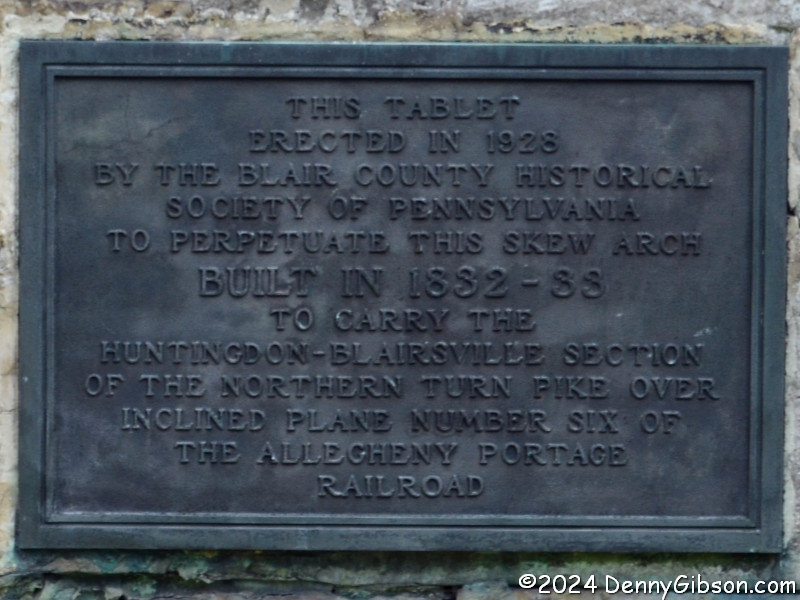 THIS TABLET
ERECTED IN 1928
BY THE BLAIR COUNTY HISTORICAL
SOCIETY OF PENNSYLVANIA
TO PERPETUATE THIS SKEW ARCH
BUILT IN 1832-33
TO CARRY THE
HUNTINGDON-BLAIRSVILLE SECTION
OF THE NORTHERN TURN PIKE OVER
INCLINED PLANE NUMBER SIX OF
THE ALLEGHENY PORTAGE
RAILROAD
©2024 DennyGibson.com